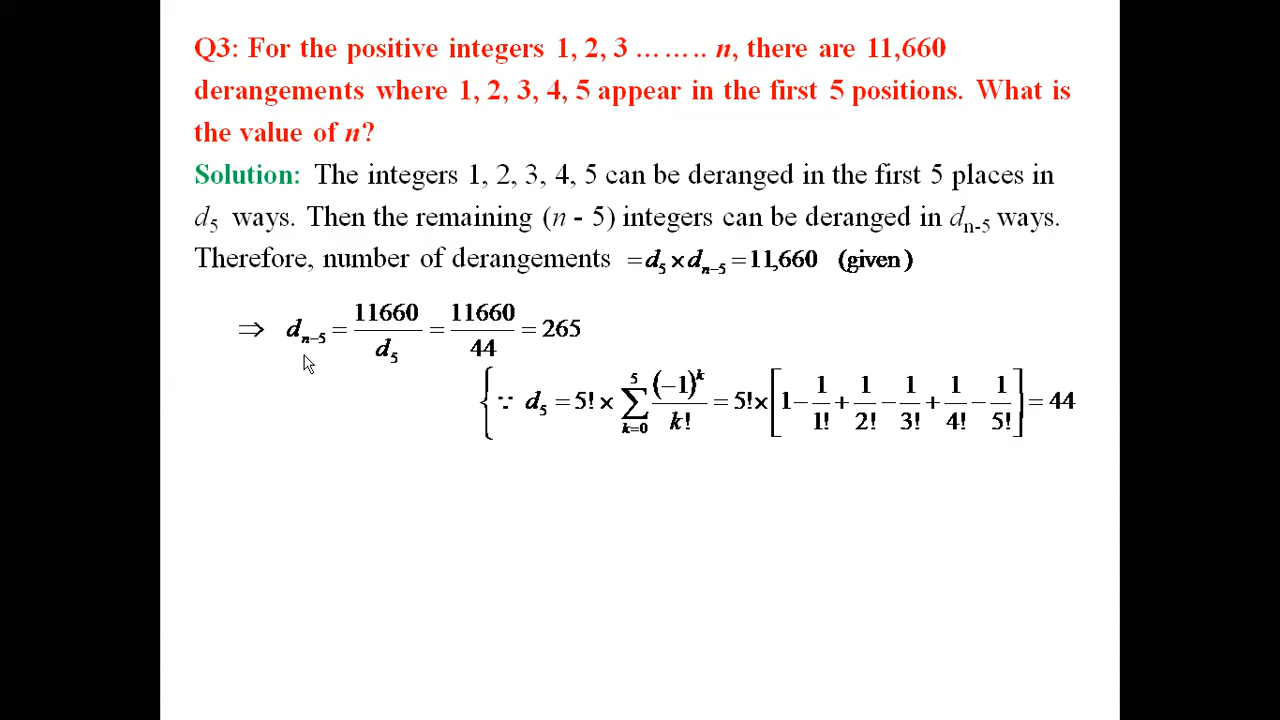 Q3: For the positive integers 1, 2, 3 …….. n, there are 11,660
derangements where 1, 2, 3, 4, 5 appear in the first 5 positions. What is
the value of n?
Solution: The integers 1, 2, 3, 4, 5 can be deranged in the first 5 places in
d₅ ways. Then the remaining (n - 5) integers can be deranged in dₙ₋₅ ways.
Therefore, number of derangements = d₅ × dₙ₋₅ = 11,660 (given)
⇒ dₙ₋₅ = 11660/d₅ = 11660/44 = 265
{ ∵ d₅ = 5! × ∑_{k=0}^{5} (−1)^k/k! = 5! × [1 − 1/1! + 1/2! − 1/3! + 1/4! − 1/5!] = 44